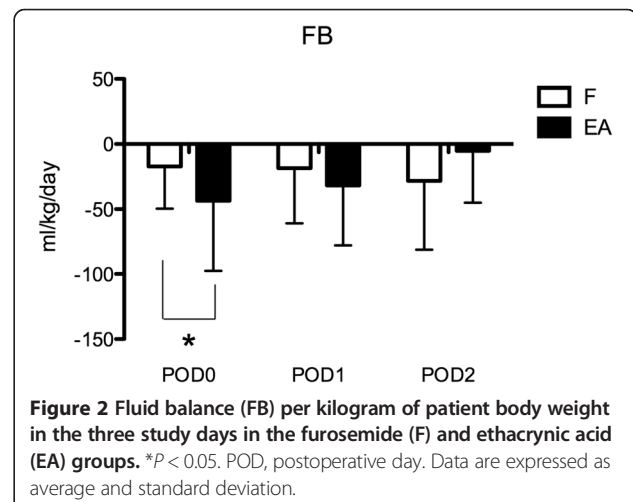 FB
50
0
-50
-100
-150
ml/kg/day
F
EA
*
POD0 POD1 POD2
Figure 2 Fluid balance (FB) per kilogram of patient body weight
in the three study days in the furosemide (F) and ethacrynic acid
(EA) groups. *P < 0.05. POD, postoperative day. Data are expressed as
average and standard deviation.